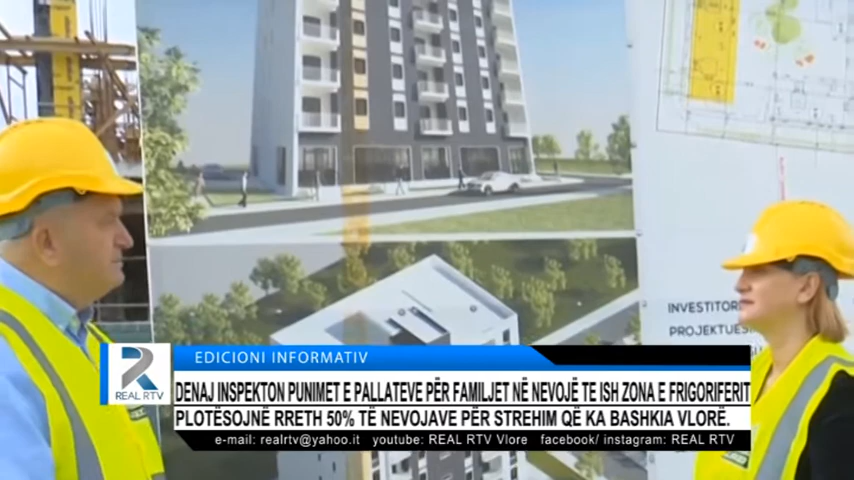 INVESTITOR
PROJEKTUES
EDICIONI INFORMATIV
R
REAL RTV
DENAJ INSPEKTON PUNIMET E PALLATEVE PËR FAMILJET NË NEVOJË TE ISH ZONA E FRIGORIFERIT
PLOTËSOJNË RRETH 50% TË NEVOJAVE PËR STREHIM QË KA BASHKIA VLORË.
e-mail: realrtv@yahoo.it youtube: REAL RTV Vlore facebook/ instagram: REAL RTV